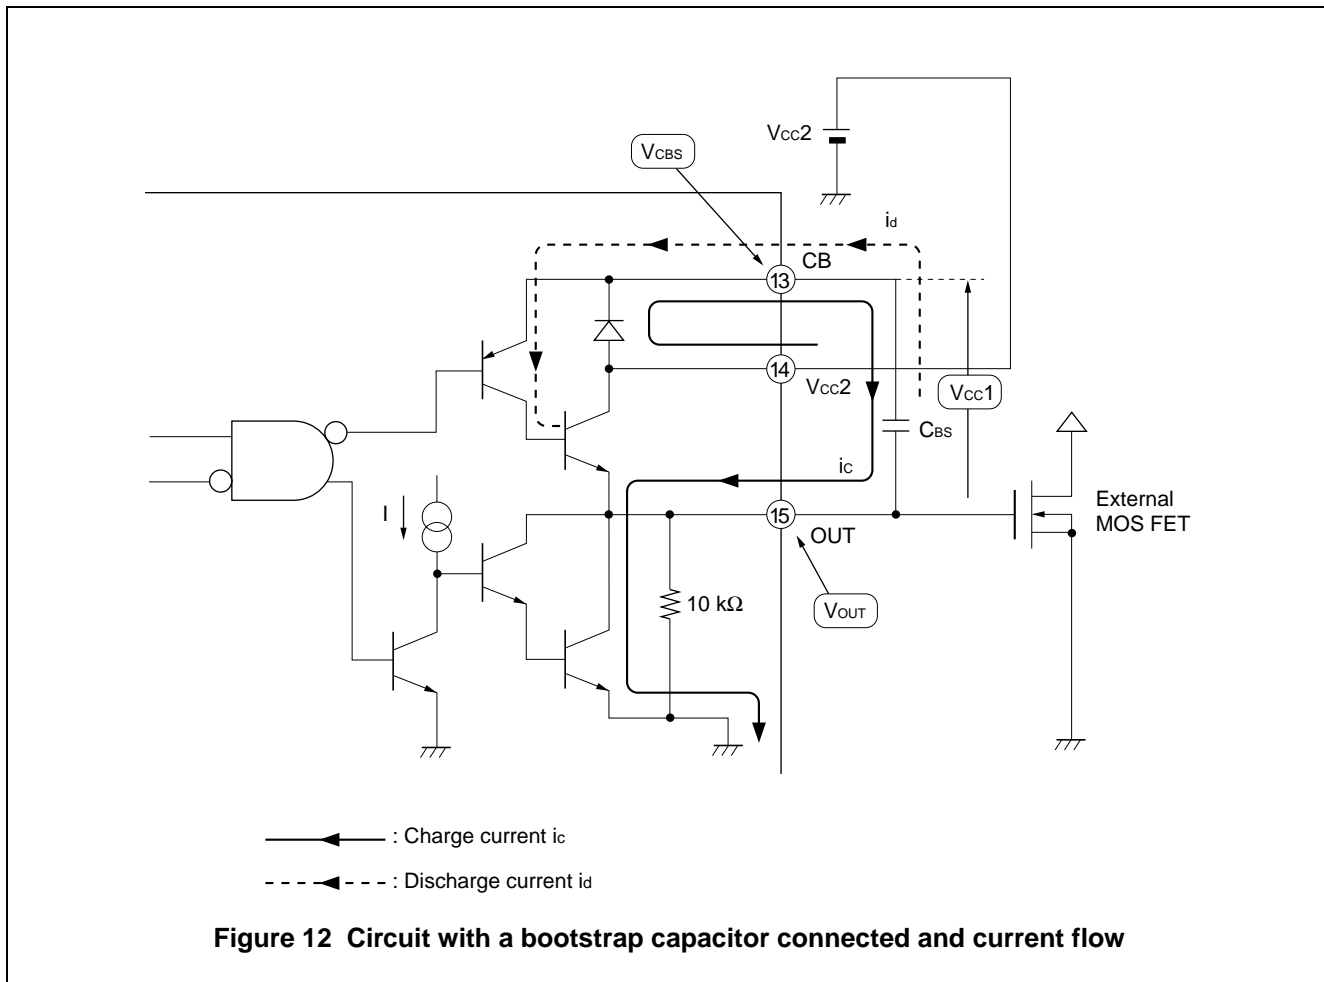 VCC2
VCBS
id
CB
13
14
VCC2
VCC1
CBS
ic
I
15
OUT
External
MOS FET
10 kΩ
VOUT
: Charge current ic
: Discharge current id
Figure 12 Circuit with a bootstrap capacitor connected and current flow